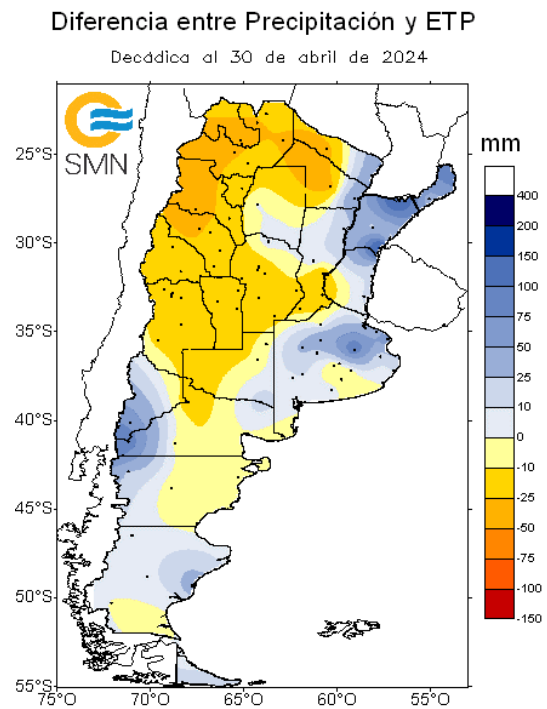 Diferencia entre Precipitación y ETP
Decádica al 30 de abril de 2024
SMN
mm
400
200
150
100
75
50
25
10
0
-10
-25
-50
-75
-100
-150
25°S
30°S
35°S
40°S
45°S
50°S
55°S
75°O
70°O
65°O
60°O
55°O